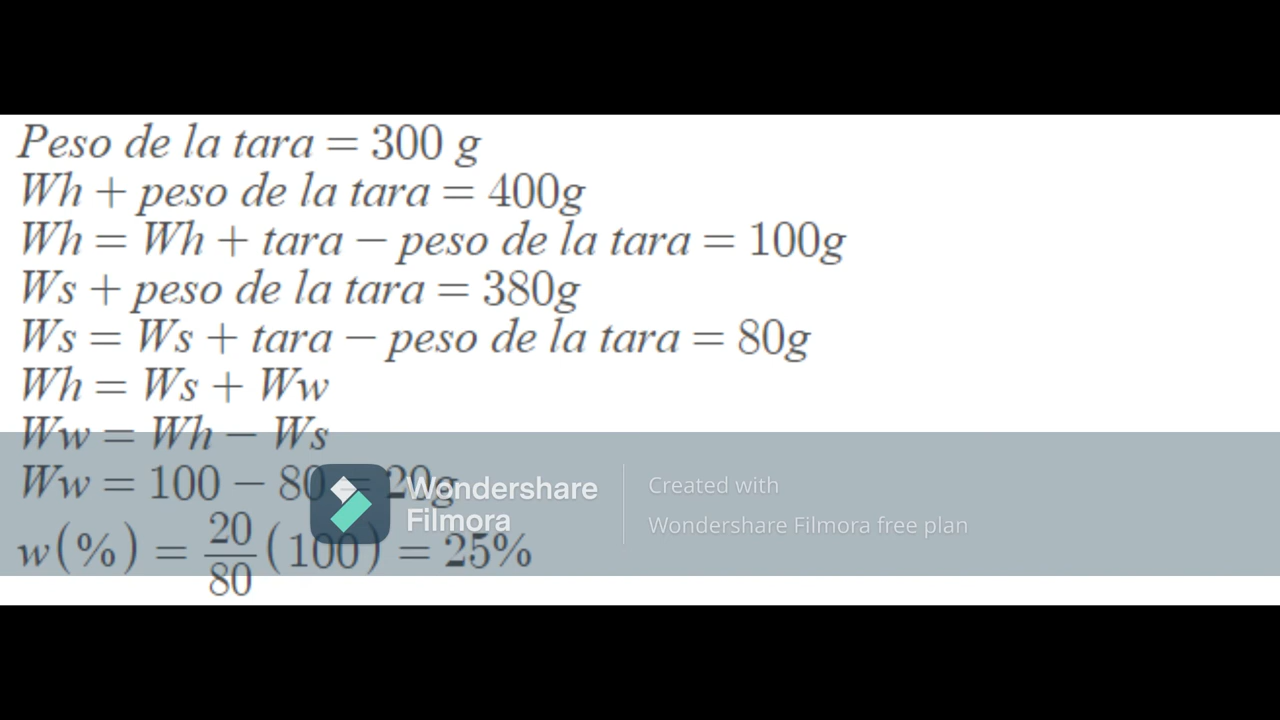 Peso de la tara = 300 g
Wh + peso de la tara = 400g
Wh = Wh + tara − peso de la tara = 100g
Ws + peso de la tara = 380g
Ws = Ws + tara − peso de la tara = 80g
Wh = Ws + Ww
Ww = Wh − Ws
Ww = 100 − 80 = 20g
w(%) = 20/80 (100) = 25%
Wondershare
Filmora
Created with
Wondershare Filmora free plan